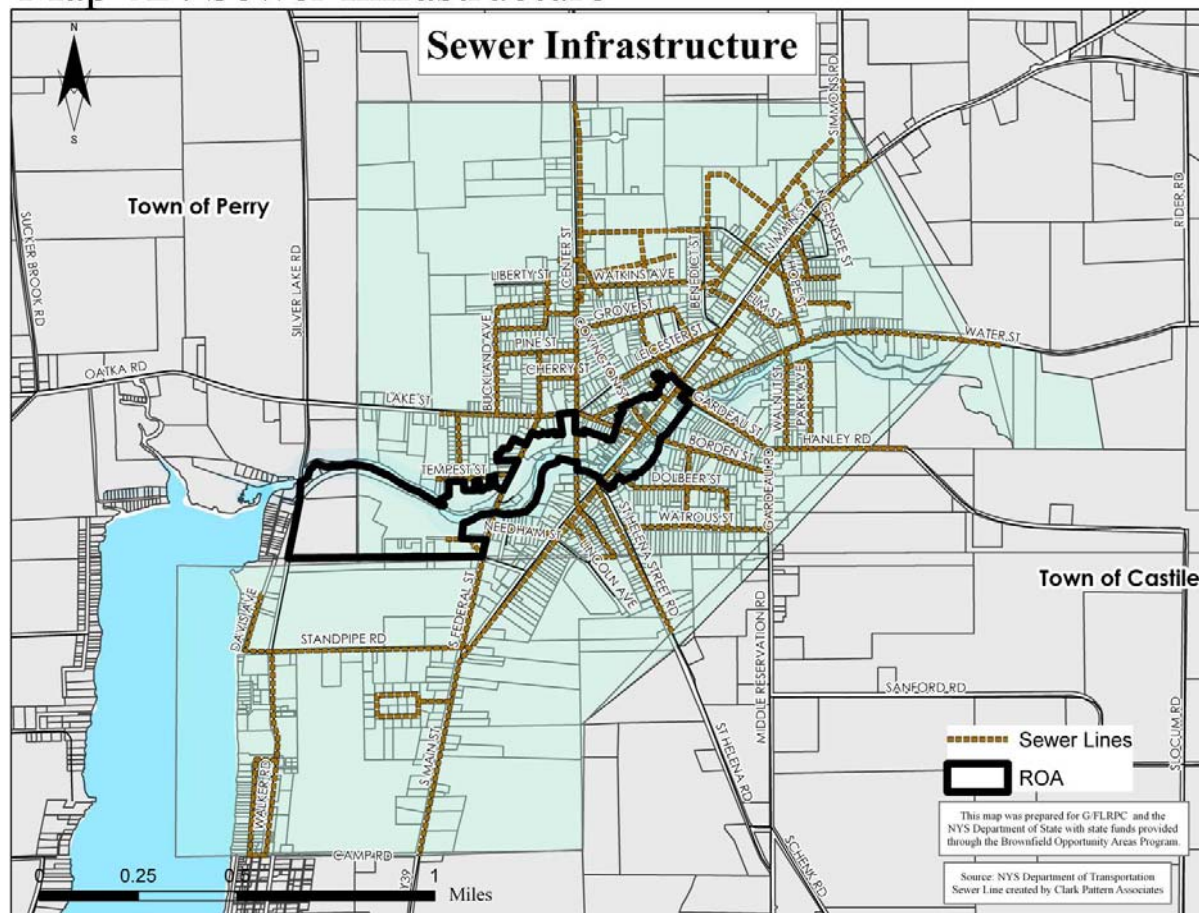 Sewer Infrastructure
N
S
Town of Perry
SUCKER BROOK RD
SILVER LAKE RD
SIMMONS RD
RIDER RD
CENTER ST
N MAIN ST
N GENESEE ST
HOPE ST
BENEDICT ST
LIBERTY ST
WATKINS AVE
ELM ST
GROVE ST
COVINGTON ST
LEICESTER ST
WATER ST
BUCKLAND AVE
PINE ST
CHERRY ST
OATKA RD
LAKE ST
WALNUT ST
PARK AVE
GARDEAU ST
HANLEY RD
BORDEN ST
TEMPEST ST
DOLBEER ST
GARDEAU RD
WATROUS ST
NEEDHAM ST
LINCOLN AVE
ST HELENA STREET RD
Town of Castile
DAVIS AVE
STANDPIPE RD
S FEDERAL ST
MIDDLE RESERVATION RD
SANFORD RD
S MAIN ST
ST HELENA RD
SLOCUM RD
WALKER RD
CAMP RD
SCHENK RD
Sewer Lines
ROA
This map was prepared for G/FLRPC and the
NYS Department of State with state funds provided
through the Brownfield Opportunity Areas Program.
Source: NYS Department of Transportation
Sewer Line created by Clark Pattern Associates
0 0.25 0.5 1
Miles